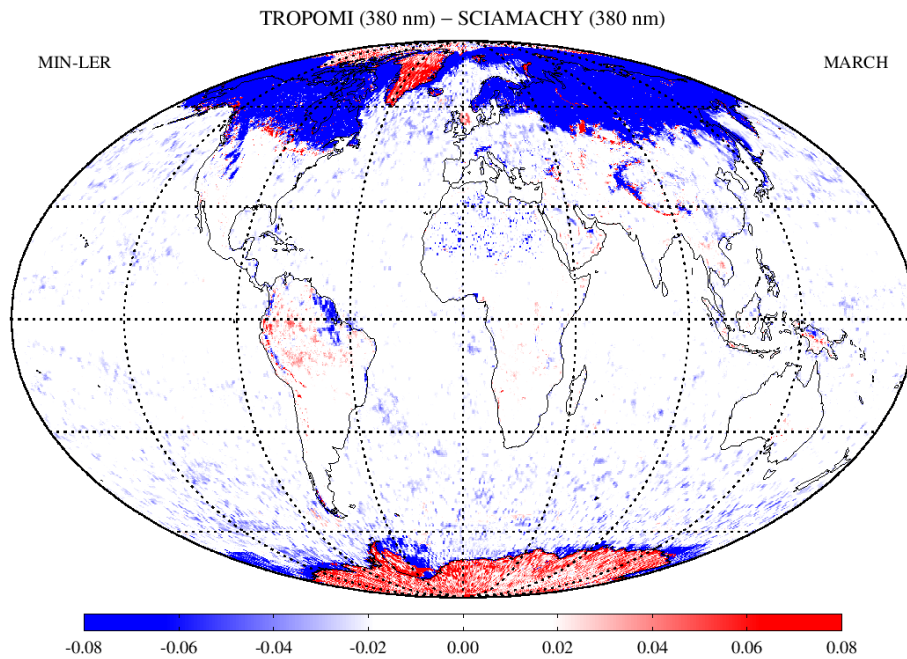 TROPOMI (380 nm) – SCIAMACHY (380 nm)
MIN-LER
MARCH
-0.08 -0.06 -0.04 -0.02 0.00 0.02 0.04 0.06 0.08